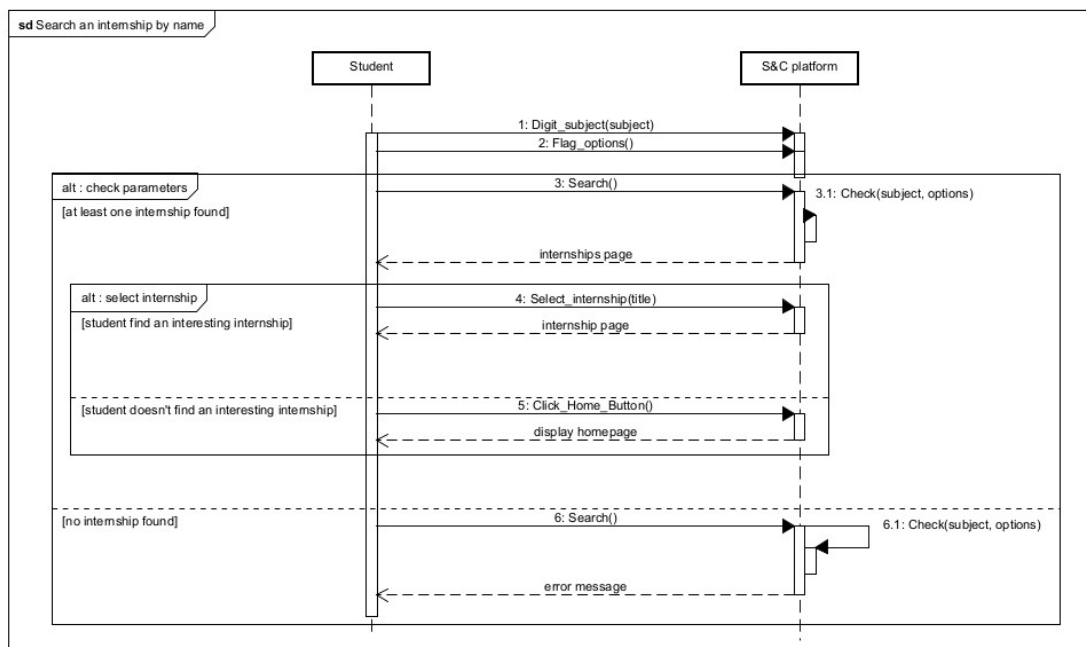 sd Search an internship by name
Student
S&C platform
1: Digit_subject(subject)
2: Flag_options()
alt : check parameters
3: Search()
3.1: Check(subject, options)
[at least one internship found]
internships page
alt : select internship
4: Select_internship(title)
[student find an interesting internship]
internship page
[student doesn't find an interesting internship]
5: Click_Home_Button()
display homepage
[no internship found]
6: Search()
6.1: Check(subject, options)
error message